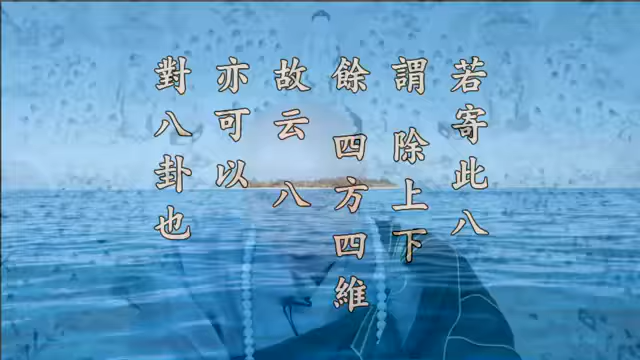 若寄此八
謂 除上下
餘 四方四維
故云 八
亦可以
對八卦也